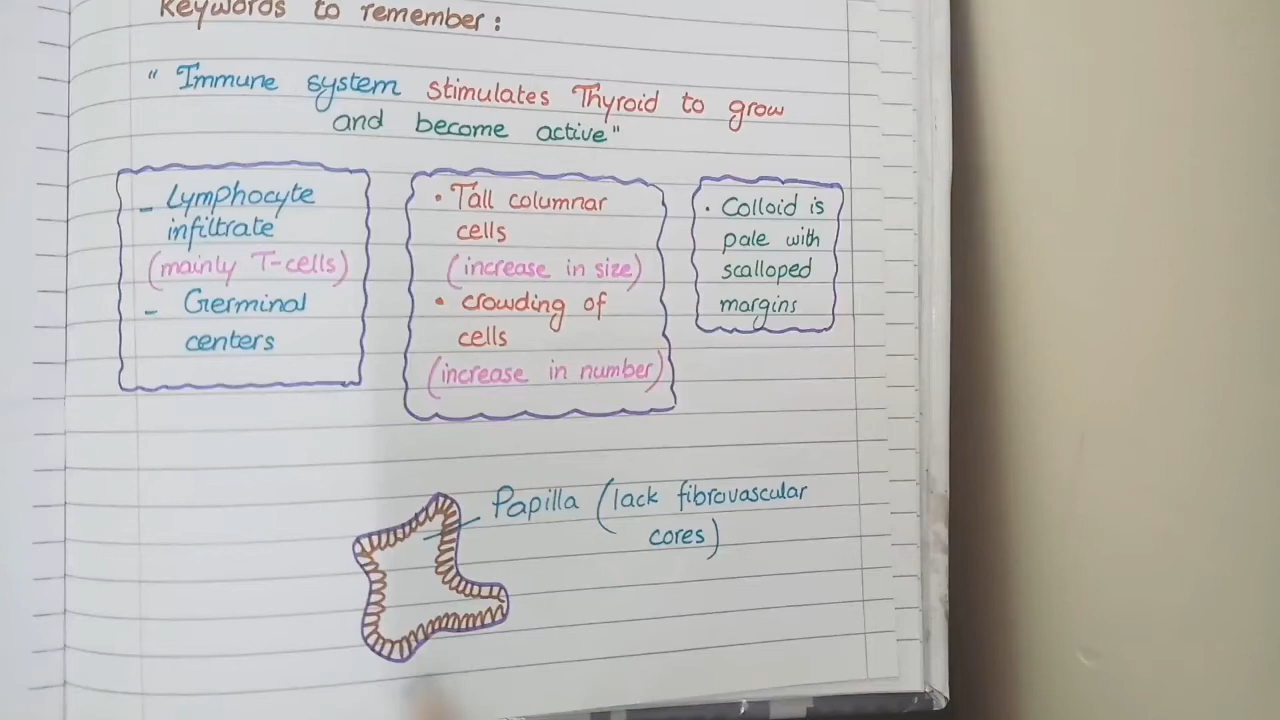 Keywords to remember:
" Immune system stimulates Thyroid to grow
and become active"
- Lymphocyte
infiltrate
(mainly T-cells)
- Germinal
centers
• Tall columnar
cells
(increase in size)
• crowding of
cells
(increase in number)
• Colloid is
pale with
scalloped
margins
Papilla (lack fibrovascular
cores)